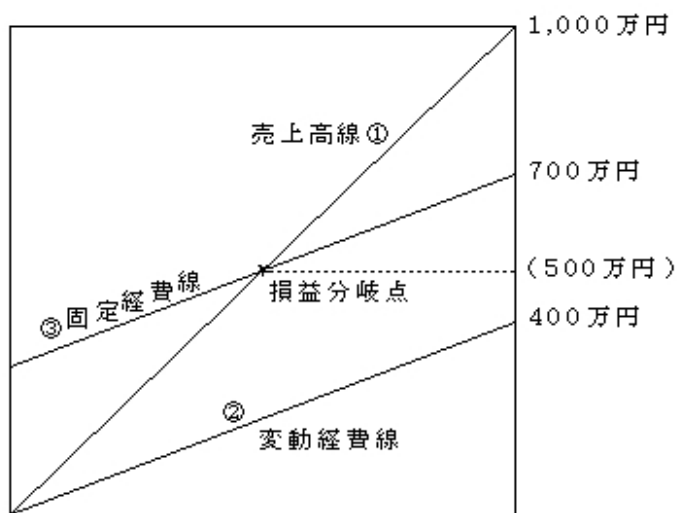 1,000万円
売上高線①
700万円
(500万円)
損益分岐点
③固定経費線
400万円
②
変動経費線